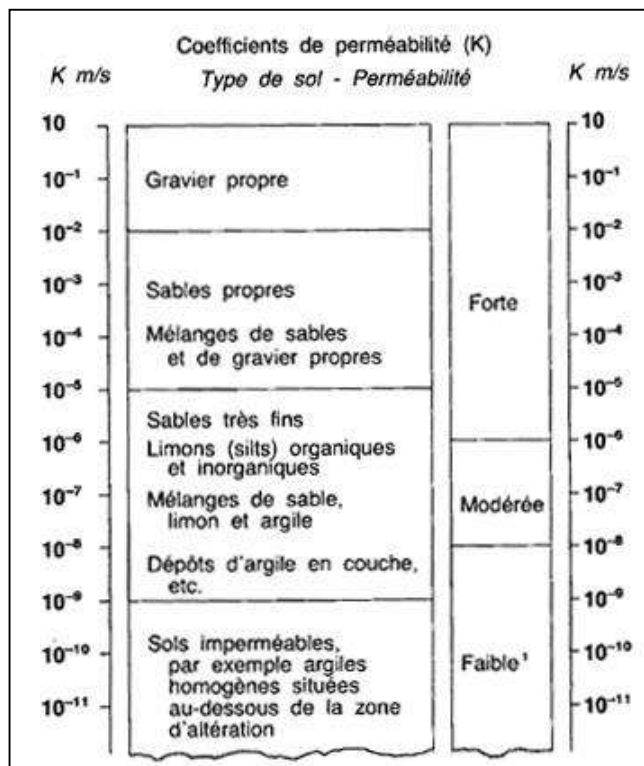 Coefficients de perméabilité (K)
K m/s Type de sol - Perméabilité K m/s
10 10
10⁻¹ Gravier propre 10⁻¹
10⁻² 10⁻²
10⁻³ Sables propres Forte 10⁻³
10⁻⁴ Mélanges de sables 10⁻⁴
et de gravier propres
10⁻⁵ 10⁻⁵
Sables très fins
10⁻⁶ Limons (silts) organiques 10⁻⁶
et inorganiques
10⁻⁷ Mélanges de sable, Modérée 10⁻⁷
limon et argile
10⁻⁸ 10⁻⁸
Dépôts d'argile en couche,
etc.
10⁻⁹ 10⁻⁹
Sols imperméables,
10⁻¹⁰ par exemple argiles Faible¹ 10⁻¹⁰
homogènes situées
10⁻¹¹ au-dessous de la zone 10⁻¹¹
d'altération